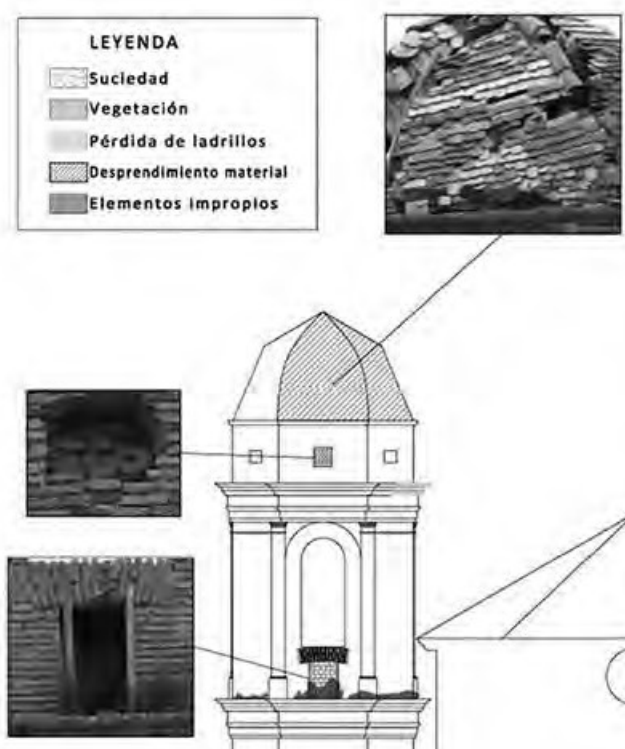 LEYENDA
Suciedad
Vegetación
Pérdida de ladrillos
Desprendimiento material
Elementos impropios